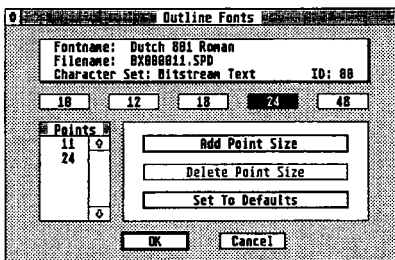 Outline Fonts
Fontname: Dutch 801 Roman
Filename: BX000011.SPD
Character Set: Bitstream Text ID: 88
10 12 18 24 48
Points
11
24
Add Point Size
Delete Point Size
Set To Defaults
OK Cancel